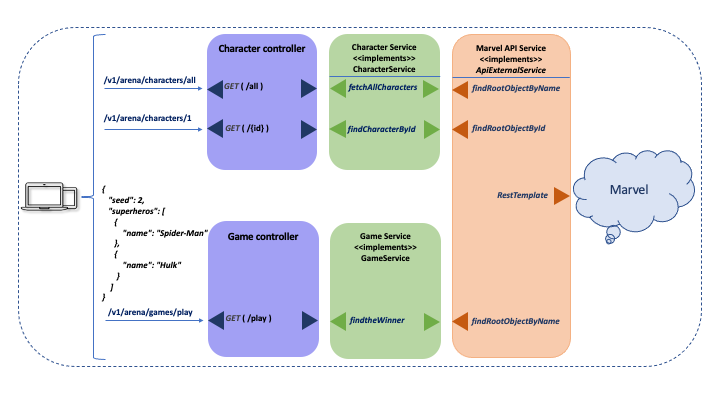 Character controller
Character Service
<<implements>>
CharacterService
Marvel API Service
<<implements>>
ApiExternalService
/v1/arena/characters/all
GET ( /all )
fetchAllCharacters
findRootObjectByName
/v1/arena/characters/1
GET ( /{id} )
findCharacterById
findRootObjectById
RestTemplate
Marvel
{
"seed": 2,
"superheros": [
{
"name": "Spider-Man"
},
{
"name": "Hulk"
}
]
}
Game controller
Game Service
<<implements>>
GameService
/v1/arena/games/play
GET ( /play )
findtheWinner
findRootObjectByName